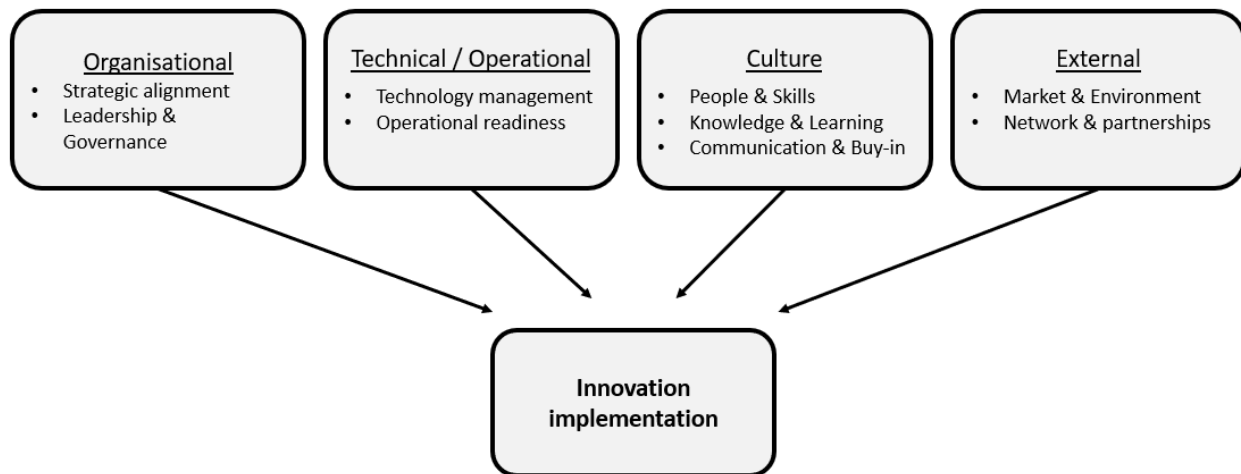 Organisational
• Strategic alignment
• Leadership &
Governance
Technical / Operational
• Technology management
• Operational readiness
Culture
• People & Skills
• Knowledge & Learning
• Communication & Buy-in
External
• Market & Environment
• Network & partnerships
Innovation
implementation